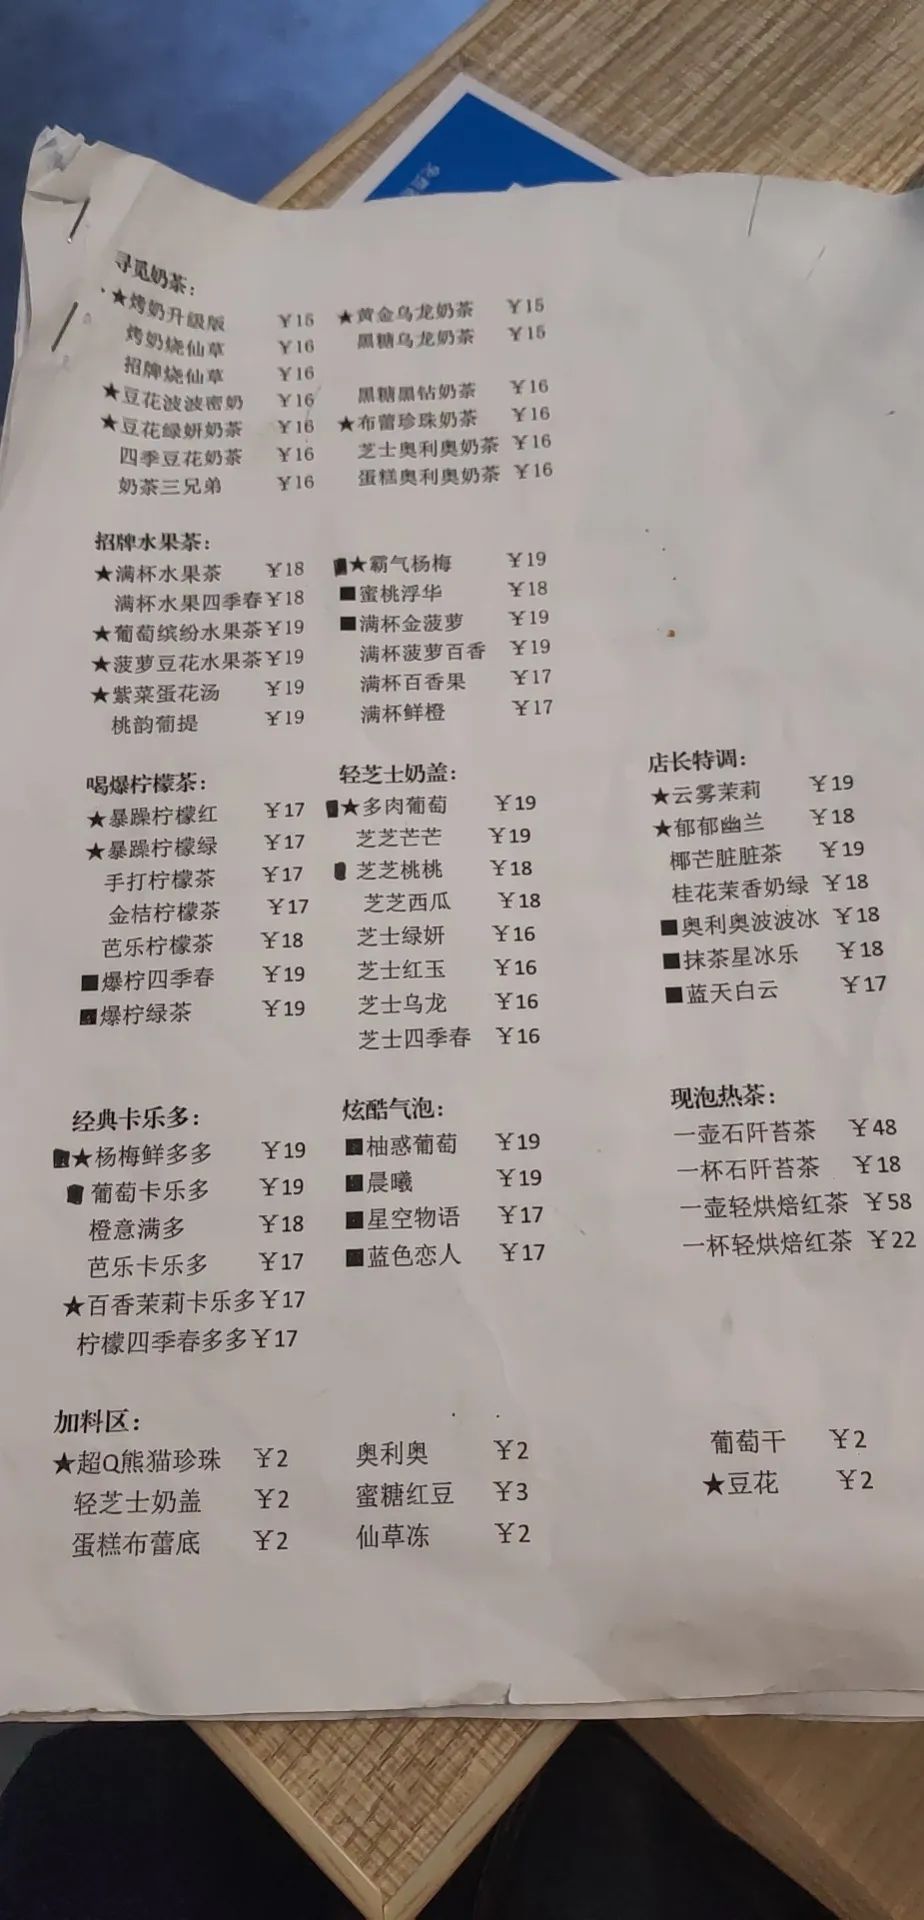 寻觅奶茶：
★烤奶升级版 ￥15 ★黄金乌龙奶茶 ￥15
烤奶烧仙草 ￥16 黑糖乌龙奶茶 ￥15
招牌烧仙草 ￥16
★豆花波波密奶 ￥16 黑糖黑钻奶茶 ￥16
★豆花绿妍奶茶 ￥16 ★布蕾珍珠奶茶 ￥16
四季豆花奶茶 ￥16 芝士奥利奥奶茶 ￥16
奶茶三兄弟 ￥16 蛋糕奥利奥奶茶 ￥16
招牌水果茶：
★满杯水果茶 ￥18 ■★霸气杨梅 ￥19
满杯水果四季春 ￥18 ■蜜桃浮华 ￥18
★葡萄缤纷水果茶 ￥19 ■满杯金菠萝 ￥19
★菠萝豆花水果茶 ￥19 满杯菠萝百香 ￥19
★紫菜蛋花汤 ￥19 满杯百香果 ￥17
桃韵葡提 ￥19 满杯鲜橙 ￥17
喝爆柠檬茶：
★暴躁柠檬红 ￥17
★暴躁柠檬绿 ￥17
手打柠檬茶 ￥17
金桔柠檬茶 ￥17
芭乐柠檬茶 ￥18
■爆柠四季春 ￥19
■爆柠绿茶 ￥19
轻芝士奶盖：
■★多肉葡萄 ￥19
芝芝芒芒 ￥19
■芝芝桃桃 ￥18
芝芝西瓜 ￥18
芝士绿妍 ￥16
芝士红玉 ￥16
芝士乌龙 ￥16
芝士四季春 ￥16
店长特调：
★云雾茉莉 ￥19
★郁郁幽兰 ￥18
椰芒脏脏茶 ￥19
桂花茉香奶绿 ￥18
■奥利奥波波冰 ￥18
■抹茶星冰乐 ￥18
■蓝天白云 ￥17
经典卡乐多：
■★杨梅鲜多多 ￥19
■葡萄卡乐多 ￥19
橙意满多 ￥18
芭乐卡乐多 ￥17
★百香茉莉卡乐多 ￥17
柠檬四季春多多 ￥17
炫酷气泡：
■柚惑葡萄 ￥19
■晨曦 ￥19
■星空物语 ￥17
■蓝色恋人 ￥17
现泡热茶：
一壶石阡苔茶 ￥48
一杯石阡苔茶 ￥18
一壶轻烘焙红茶 ￥58
一杯轻烘焙红茶 ￥22
加料区：
★超Q熊猫珍珠 ￥2 奥利奥 ￥2 葡萄干 ￥2
轻芝士奶盖 ￥2 蜜糖红豆 ￥3 ★豆花 ￥2
蛋糕布蕾底 ￥2 仙草冻 ￥2